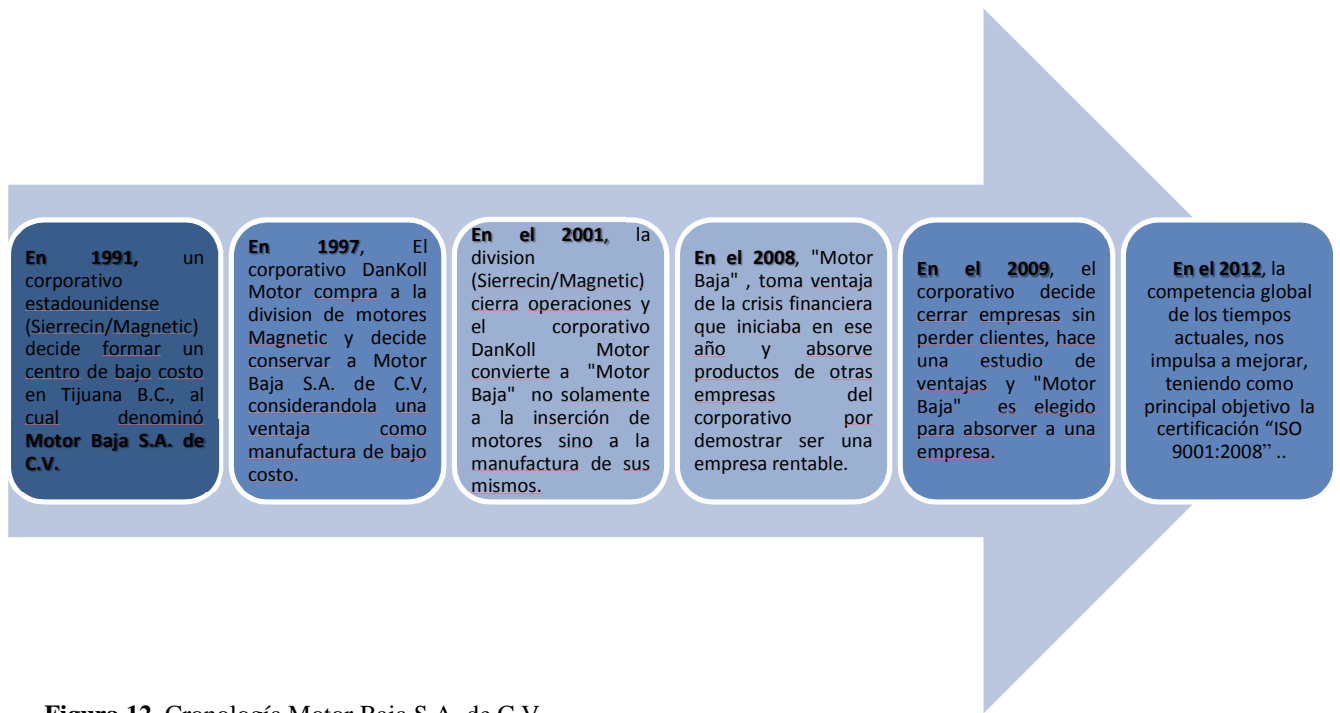 En 1991, un
corporativo
estadounidense
(Sierrecin/Magnetic)
decide formar un
centro de bajo costo
en Tijuana B.C., al
cual denominó
Motor Baja S.A. de
C.V.
En 1997, El
corporativo DanKoll
Motor compra a la
division de motores
Magnetic y decide
conservar a Motor
Baja S.A. de C.V,
considerandola una
ventaja como
manufactura de bajo
costo.
En el 2001, la
division
(Sierrecin/Magnetic)
cierra operaciones y
el corporativo
DanKoll Motor
convierte a "Motor
Baja" no solamente
a la inserción de
motores sino a la
manufactura de sus
mismos.
En el 2008, "Motor
Baja" , toma ventaja
de la crisis financiera
que iniciaba en ese
año y absorve
productos de otras
empresas del
corporativo por
demostrar ser una
empresa rentable.
En el 2009, el
corporativo decide
cerrar empresas sin
perder clientes, hace
una estudio de
ventajas y "Motor
Baja" es elegido
para absorver a una
empresa.
En el 2012, la
competencia global
de los tiempos
actuales, nos
impulsa a mejorar,
teniendo como
principal objetivo la
certificación “ISO
9001:2008” ..
Figura 12. Cronología Motor Baja S.A. de C.V.